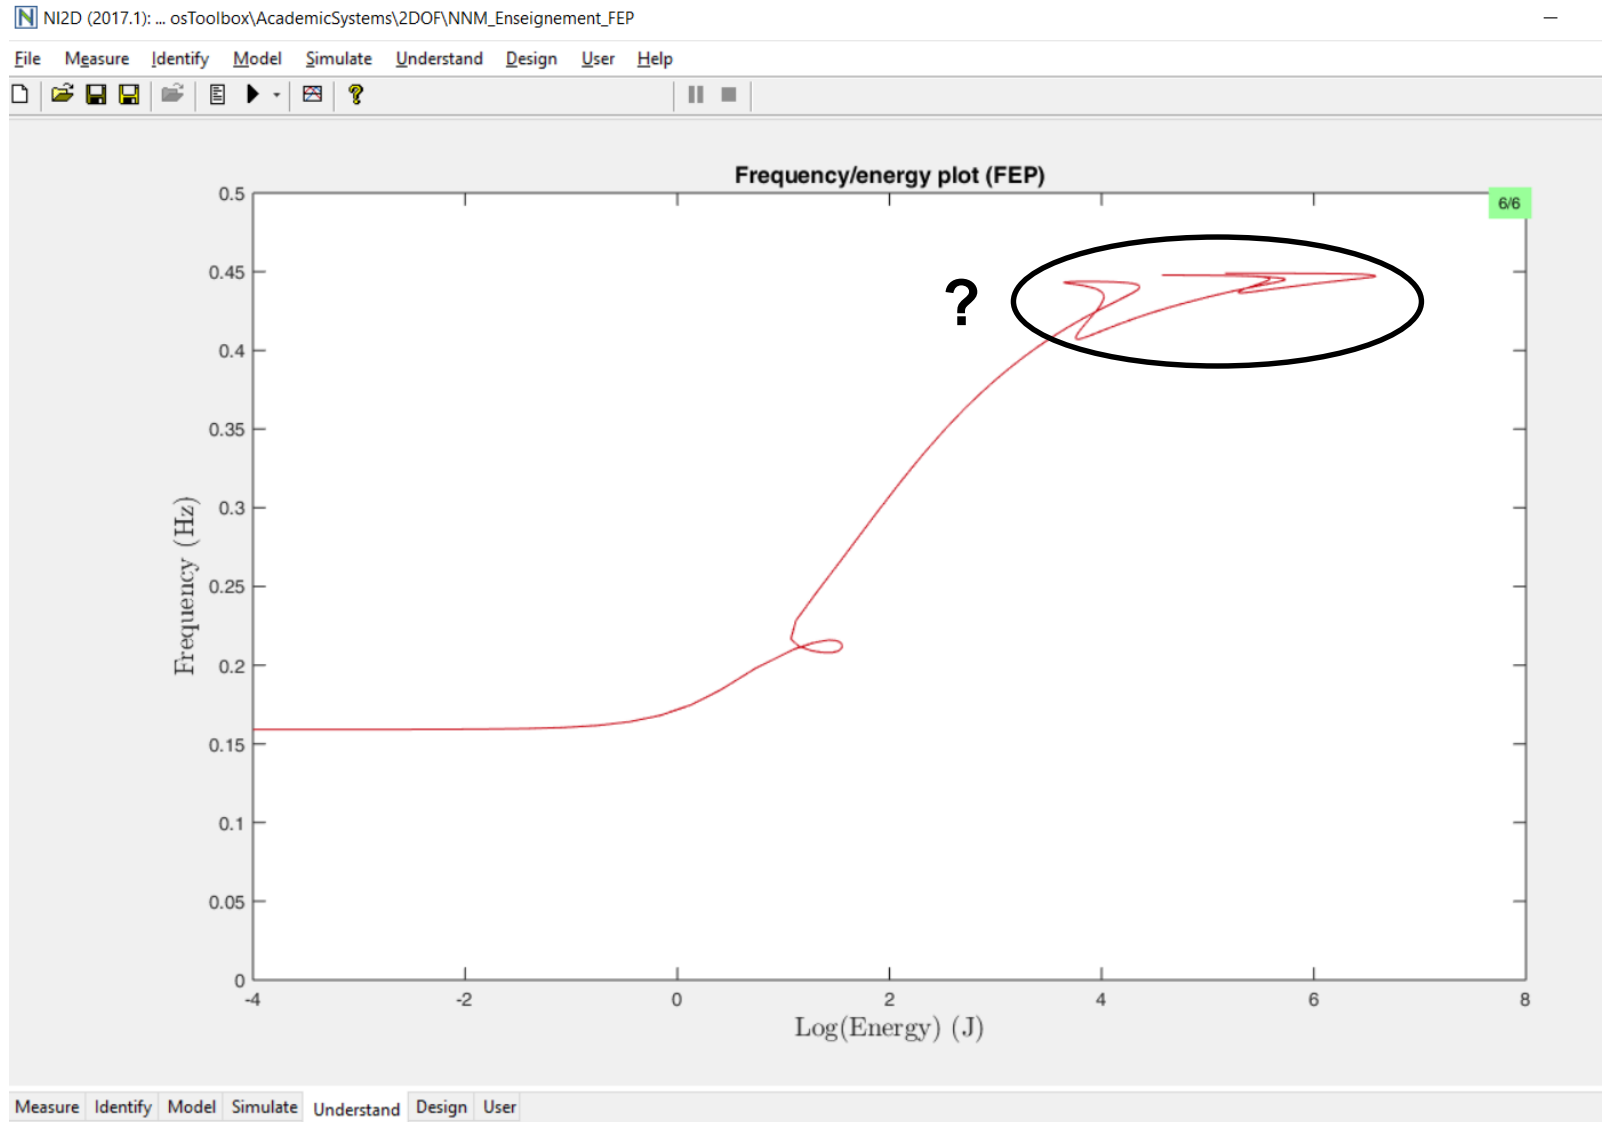 NI2D (2017.1): ... osToolbox\AcademicSystems\2DOF\NNM_Enseignement_FEP
File Measure Identify Model Simulate Understand Design User Help
Frequency/energy plot (FEP)
6/6
?
Frequency (Hz)
0.5
0.45
0.4
0.35
0.3
0.25
0.2
0.15
0.1
0.05
0
-4 -2 0 2 4 6 8
Log(Energy) (J)
Measure Identify Model Simulate Understand Design User